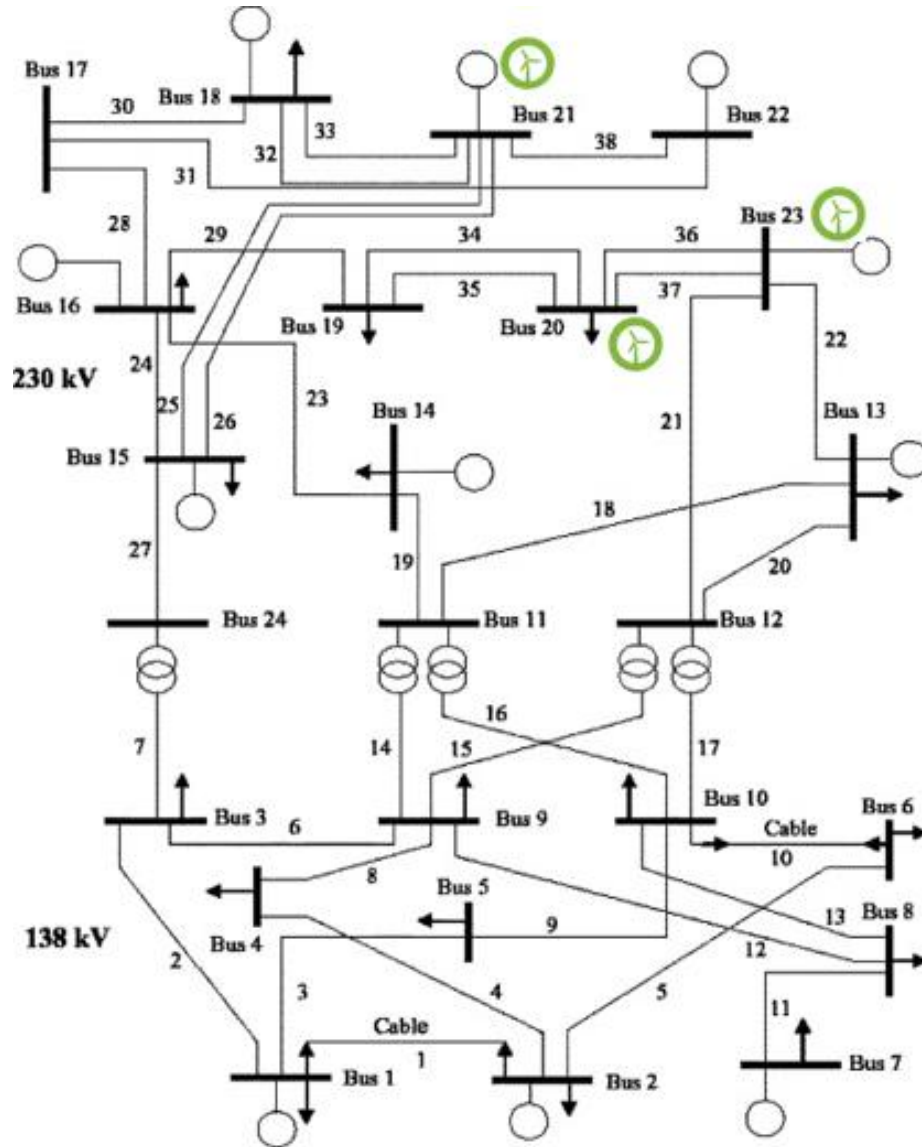 Bus 17
30
Bus 18
33
32
31
Bus 21
38
Bus 22
28
29
34
36
Bus 23
35
37
Bus 16
Bus 19
Bus 20
22
24
230 kV
25
26
23
21
Bus 14
Bus 13
Bus 15
18
27
19
20
Bus 24
Bus 11
Bus 12
16
7
14
15
17
Bus 3
6
Bus 9
Bus 10
Bus 6
Cable
10
8
Bus 5
Bus 8
138 kV
Bus 4
9
13
12
2
3
4
5
11
Cable
1
Bus 1
Bus 2
Bus 7